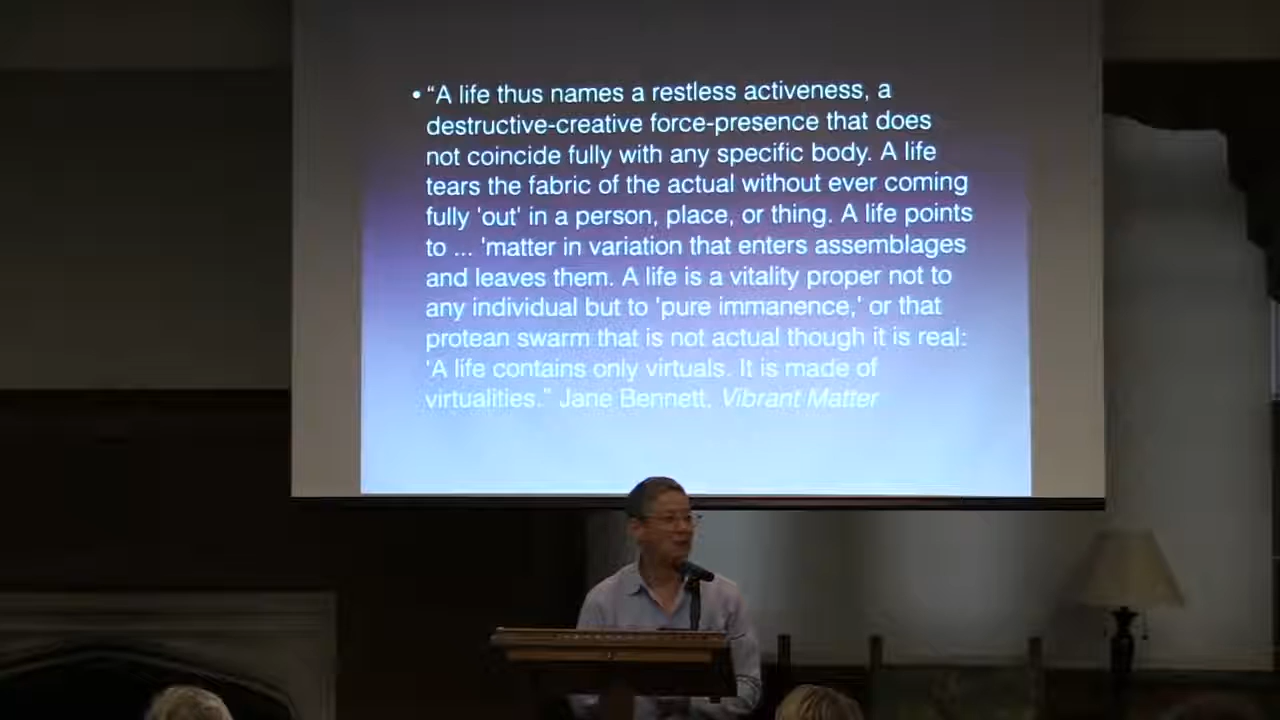 • “A life thus names a restless activeness, a
destructive-creative force-presence that does
not coincide fully with any specific body. A life
tears the fabric of the actual without ever coming
fully 'out' in a person, place, or thing. A life points
to ... 'matter in variation that enters assemblages
and leaves them. A life is a vitality proper not to
any individual but to 'pure immanence,' or that
protean swarm that is not actual though it is real:
'A life contains only virtuals. It is made of
virtualities.” Jane Bennett, Vibrant Matter